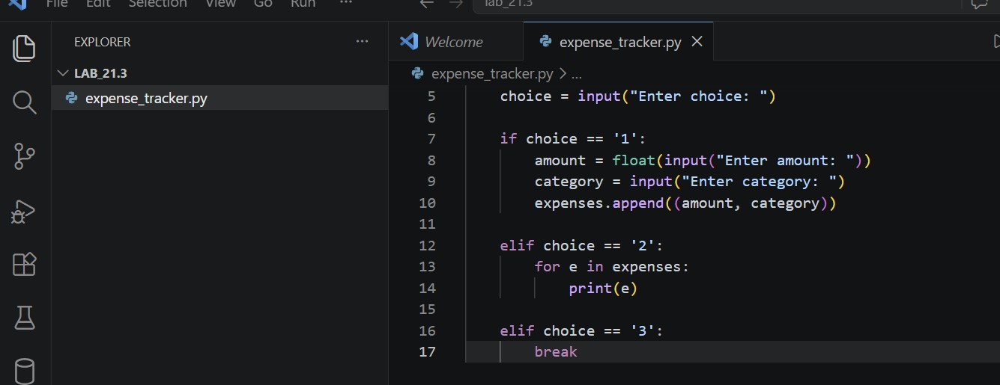 File Edit Selection View Go Run ...
lab_21.3
EXPLORER ...
LAB_21.3
expense_tracker.py
Welcome
expense_tracker.py
expense_tracker.py > ...
5 choice = input("Enter choice: ")
6
7 if choice == '1':
8 amount = float(input("Enter amount: "))
9 category = input("Enter category: ")
10 expenses.append((amount, category))
11
12 elif choice == '2':
13 for e in expenses:
14 print(e)
15
16 elif choice == '3':
17 break